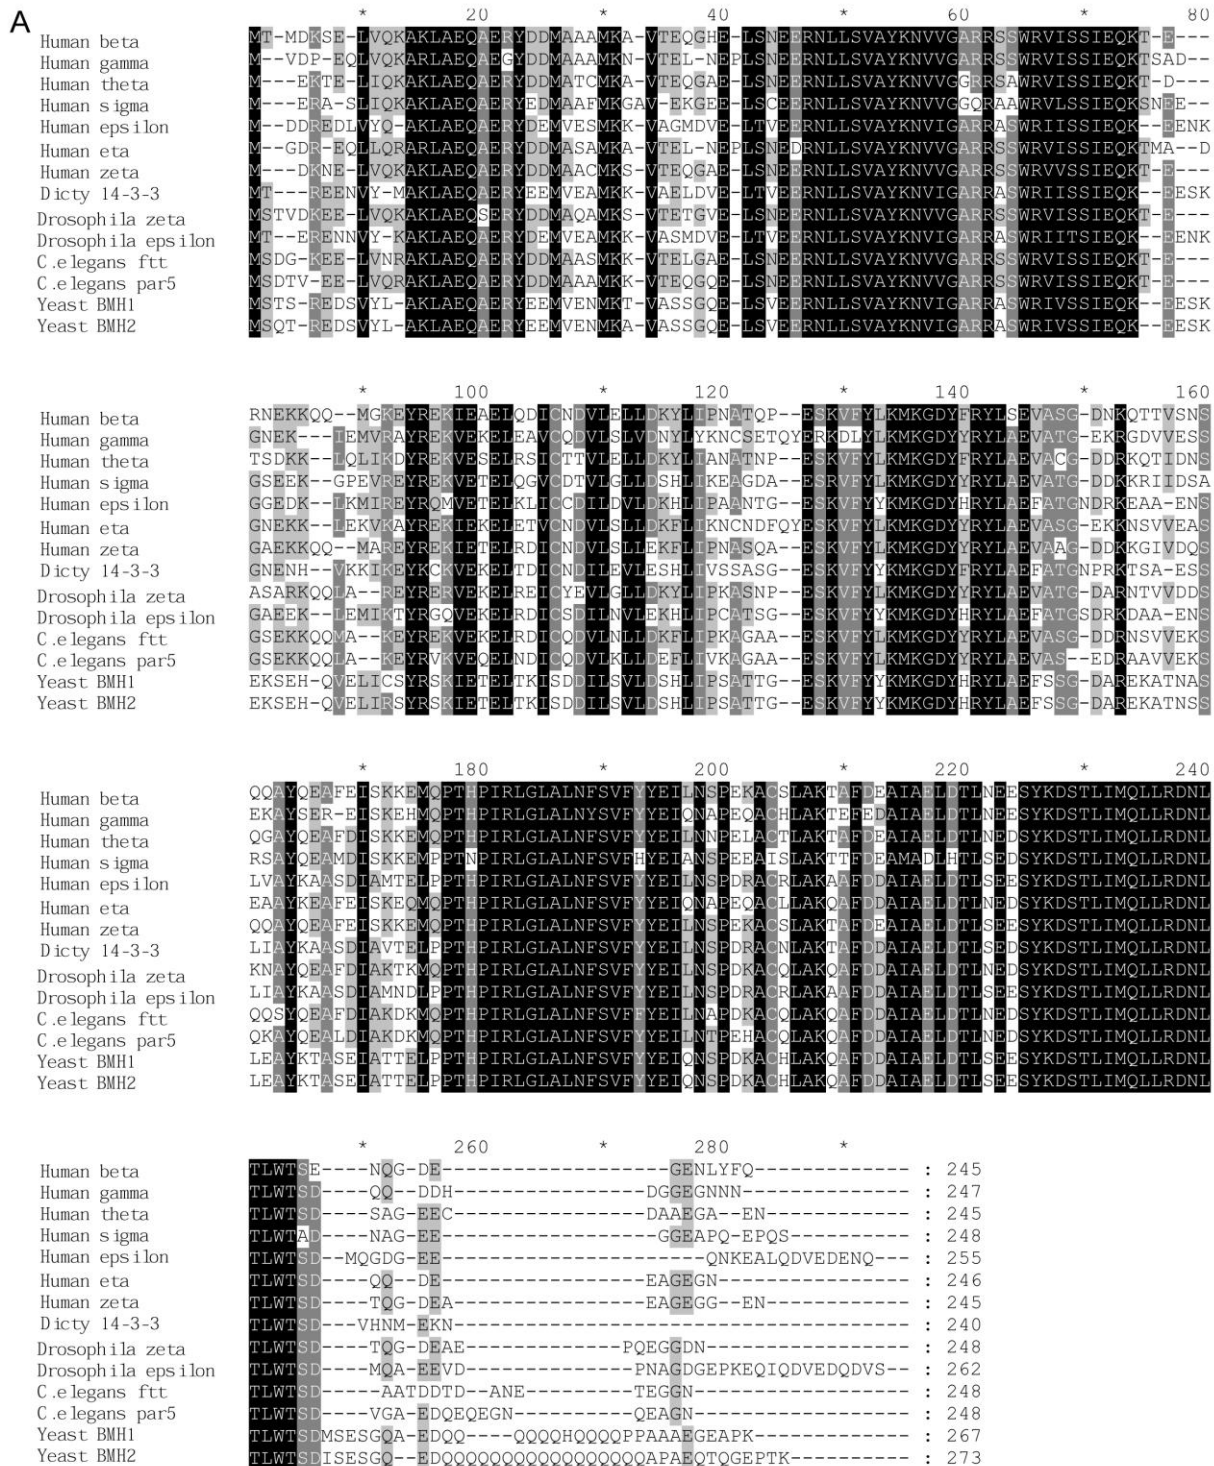 A
* 20 * 40 * 60 * 80
Human beta MT-MDKSE-LVQKAKLAEQAERYDDMAAAMKA-VTEQGHE-LSNEERNLLSVAYKNVVGARRSSWRVISSIEQKT-E---
Human gamma M--VDP-EQLVQKARLAEQAEGYDDMAAAMKN-VTEL-NEPLSNEERNLLSVAYKNVVGARRSSWRVISSIEQKTSAD--
Human theta M---EKTE-LIQKAKLAEQAERYDDMATCMKA-VTEQGAE-LSNEERNLLSVAYKNVVGGRRSAWRVISSIEQKT-D---
Human sigma M---ERA-SLIQKAKLAEQAERYEDMAAFMKGAV-EKGEE-LSCEERNLLSVAYKNVVGGQRAAWRVLSSIEQKSNEE--
Human epsilon M--DDREDLVYQ-AKLAEQAERYDEMVESMKK-VAGMDVE-LTVEERNLLSVAYKNVIGARRASWRIISSIEQK--EENK
Human eta M--GDR-EQLLQRARLAEQAERYDDMASAMKA-VTEL-NEPLSNEDRNLLSVAYKNVVGARRSSWRVISSIEQKTMA-D
Human zeta M---DKNE-LVQKAKLAEQAERYDDMAACMKS-VTEQGAE-LSNEERNLLSVAYKNVVGARRSSWRVVSSIEQKT-E---
Dicty 14-3-3 MT---REENVY-MAKLAEQAERYEEMVEAMKK-VAELDVE-LTVEERNLLSVAYKNVIGARRASWRVISSIEQK--EESK
Drosophila zeta MSTVDKEE-LVQKAKLAEQSERYDDMAQAMKS-VTETGVE-LSNEERNLLSVAYKNVVGARRSSWRVISSIEQKT-E---
Drosophila epsilon MT--ERENNVY-KAKLAEQAERYDEMVEAMKK-VASMDVE-LTVEERNLLSVAYKNVIGARRASWRIITSIEQK--EENK
C.elegans ftt MSDG-KEE-LVNRAKLAEQAERYDDMAASMKK-VTELGAE-LSNEERNLLSVAYKNVVGARRSSWRVISSIEQKT-E---
C.elegans par5 MSDTV-EE-LVQRAKLAEQAERYDDMAAAMKK-VTEQGQE-LSNEERNLLSVAYKNVVGARRSSWRVISSIEQKT-E---
Yeast BMH1 MSTS-REDSVYL-AKLAEQAERYEEMVENMKT-VASSGQE-LSVEERNLLSVAYKNVIGARRASWRIVSSIEQK--EESK
Yeast BMH2 MSQT-REDSVYL-AKLAEQAERYEEMVENMKA-VASSGQE-LSVEERNLLSVAYKNVIGARRASWRIVSSIEQK--EESK
* 100 * 120 * 140 * 160
Human beta RNEKKQQ--MGKEYREKIEAELQDICNDVLELLDKYLIPNATQP--ESKVFYLKMKGDYFRYLSEVASG-DNKQTTVSNS
Human gamma GNEK---IEMVRAYREKVEKELEAVCQDVLSLVDNYLYKNCSETQYERKDLYLKMKGDYYRYLAEVATG-EKRGDVVESS
Human theta TSDKK--LQLIKDYREKVESELRSICTTVLELLDKYLIANATNP--ESKVFYLKMKGDYFRYLAEVACG-DDRKQTIDNS
Human sigma GSEEK-GPEVREYREKVETELQGVCDTVLGLLDSHLIKEAGDA--ESRVFYLKMKGDYYRYLAEVATG-DDKKRIIDSA
Human epsilon GGEDK--LKMIREYRQMVETELKLICCDILDVLDKHLIPAANTG--ESKVFYYKMKGDYHRYLAEFATGNDRKEAA-ENS
Human eta GNEKK--LEKVKAYREKIEKELETVCNDVLSLLDKFLIKNCNDFQYESKVFYLKMKGDYYRYLAEVASG-EKKNSVVEAS
Human zeta GAEKKQQ--MAREYREKIETELRDICNDVLSLLEKFLIPNASQA--ESKVFYLKMKGDYYRYLAEVAAG-DDKKGIVDQS
Dicty 14-3-3 GNENH-VKKIKEYKCKVEKELTDICNDILEVLESHLIVSSASG--ESKVFYYKMKGDYFRYLAEFATGNPRKTSA-ESS
Drosophila zeta ASARKQQLA--REYRERVEKELREICYEVLGLLDKYLIPKASNP--ESKVFYLKMKGDYYRYLAEVATG-DARNTVVDDS
Drosophila epsilon GAEEK--LEMIKTYRGQVEKELRDICSDILNVLEKHLIPCATSG--ESKVFYYKMKGDYHRYLAEFATGSDRKDAA-ENS
C.elegans ftt GSEKKQQMA--KEYREKVEKELRDICQDVLNLLDKFLIPKAGAA--ESKVFYLKMKGDYYRYLAEVASG-DDRNSVVEKS
C.elegans par5 GSEKKQQLA--KEYRVKVEQELNDICQDVLKLLDEFLIVKAGAA--ESKVFYLKMKGDYYRYLAEVAS--EDRAAVVEKS
Yeast BMH1 EKSEH-QVELICSYRSKIETELTKISDDILSVLDSHLIPSATTG--ESKVFYYKMKGDYHRYLAEFSSG-DAREKATNAS
Yeast BMH2 EKSEH-QVELIRSYRSKIETELTKISDDILSVLDSHLIPSATTG--ESKVFYYKMKGDYHRYLAEFSSG-DAREKATNSS
* 180 * 200 * 220 * 240
Human beta QQAYQEAFEISKKEMQPTHPIRLGLALNFSVFYYEILNSPEKACSLAKTAFDEAIAELDTLNEESYKDSTLIMQLLRDNL
Human gamma EKAYSER-EISKEHMQPTHPIRLGLALNYSVFYYEIQNAPEQACHLAKTEFEDAIAELDTLNEDSYKDSTLIMQLLRDNL
Human theta QGAYQEAFDISKKEMQPTHPIRLGLALNFSVFYYEILNNPELACTLAKTAFDEAIAELDTLNEDSYKDSTLIMQLLRDNL
Human sigma RSAYQEAMDISKKEMPPTNPIRLGLALNFSVFHYEIANSPEEAISLAKTTFDEAMADLHTLSEDSYKDSTLIMQLLRDNL
Human epsilon LVAYKAASDIAMTELPPTHPIRLGLALNFSVFYYEILNSPDRACRLAKAAFDDAIAELDTLSEESYKDSTLIMQLLRDNL
Human eta EAAYKEAFEISKEQMQPTHPIRLGLALNFSVFYYEIQNAPEQACLLAKQAFDDAIAELDTLNEDSYKDSTLIMQLLRDNL
Human zeta QQAYQEAFEISKKEMQPTHPIRLGLALNFSVFYYEILNSPEKACSLAKTAFDEAIAELDTLSEESYKDSTLIMQLLRDNL
Dicty 14-3-3 LIAYKAASDIAVTELPPTHPIRLGLALNFSVFYYEILNSPDRACNLAKAAFDDAIAELDTLSEDSYKDSTLIMQLLRDNL
Drosophila zeta KNAYQEAFDIAKTKMQPTHPIRLGLALNFSVFYYEILNSPDKACQLAKQAFDDAIAELDTLNEDSYKDSTLIMQLLRDNL
Drosophila epsilon LIAYKAASDIAMNDLPPTHPIRLGLALNFSVFYYEILNSPDRACRLAKAAFDDAIAELDTLSEESYKDSTLIMQLLRDNL
C.elegans ftt QQSYQEAFDIAKDKMQPTHPIRLGLALNFSVFYYEILNAPDKACQLAKQAFDDAIAELDTLNEDSYKDSTLIMQLLRDNL
C.elegans par5 QKAYQEALDIAKDKMQPTHPIRLGLALNFSVFYYEILNTPEHACQLAKQAFDDAIAELDTLNEDSYKDSTLIMQLLRDNL
Yeast BMH1 LEAYKTASEIATTELPPTHPIRLGLALNFSVFYYEIQNSPDKACHLAKQAFDDAIAELDTLSEESYKDSTLIMQLLRDNL
Yeast BMH2 LEAYKTASEIATTELPPTHPIRLGLALNFSVFYYEIQNSPDKACHLAKQAFDDAIAELDTLSEESYKDSTLIMQLLRDNL
* 260 * 280 *
Human beta TLWTSE----NQG-DE-------------------GENLYFQ------------- : 245
Human gamma TLWTSD----QQ--DDH----------------DGGEGNNN-------------- : 247
Human theta TLWTSD----SAG-EEC----------------DAAEGA--EN------------ : 245
Human sigma TLWTAD----NAG-EE------------------GGEAPQ-EPQS---------- : 248
Human epsilon TLWTSD--MQGDG-EE----------------------QNKEALQDVEDENQ--- : 255
Human eta TLWTSD----QQ--DE-----------------EAGEGN---------------- : 246
Human zeta TLWTSD----TQG-DEA----------------EAGEGG--EN------------ : 245
Dicty 14-3-3 TLWTSD---VHNM-EKN-------------------------------------- : 240
Drosophila zeta TLWTSD----TQG-DEAE-------------PQEGGDN----------------- : 248
Drosophila epsilon TLWTSD----MQA-EEVD--------------PNAGDGEPKEQIQDVEDQDVS-- : 262
C.elegans ftt TLWTSD-----AATDDTD--ANE---------TEGGN------------------ : 248
C.elegans par5 TLWTSD----VGA-EDQEQEGN----------QEAGN------------------ : 248
Yeast BMH1 TLWTSDMSESGQA-EDQQ----QQQQHQQQQPPAAAEGEAPK------------- : 267
Yeast BMH2 TLWTSDISESGQ--EDQQQQQQQQQQQQQQQQQAPAEQTQGEPTK---------- : 273